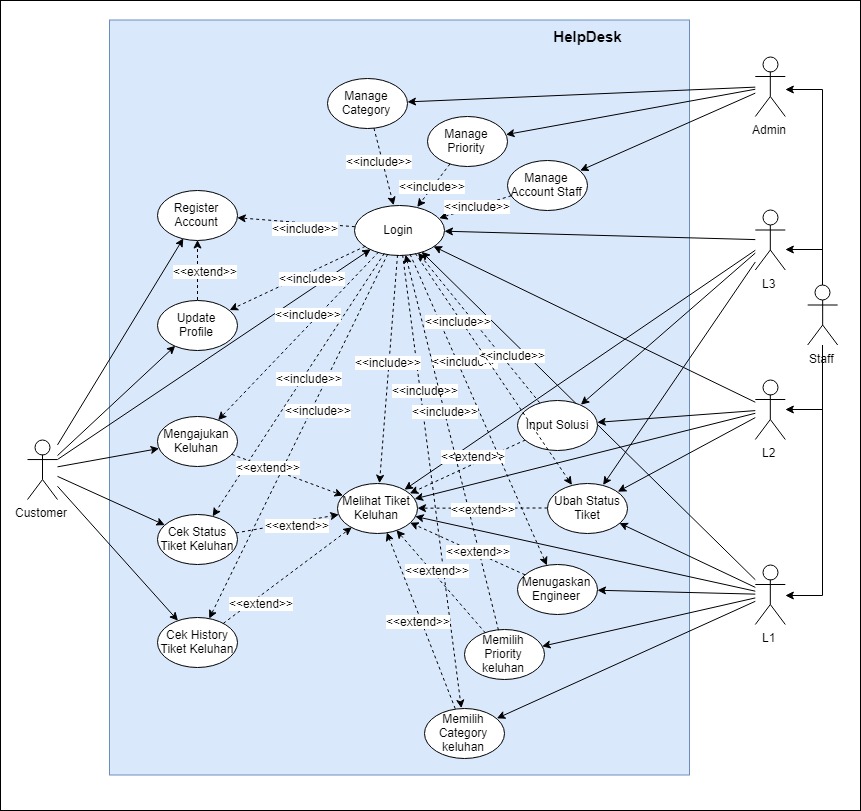 HelpDesk
Manage
Category
Admin
Manage
Priority
<<include>>
Manage
Account Staff
<<include>>
<<include>>
Register
Account
<<include>>
Login
<<extend>>
<<include>>
L3
Update
Profile
<<include>>
<<include>>
<<include>>
Staff
<<include>>
<<include>>
<<include>>
<<include>>
<<include>>
<<include>>
<<include>>
Mengajukan
Keluhan
Input Solusi
L2
<<extend>>
<<extend>>
Customer
Melihat Tiket
Keluhan
<<extend>>
Ubah Status
Tiket
Cek Status
Tiket Keluhan
<<extend>>
<<extend>>
<<extend>>
Menugaskan
Engineer
<<extend>>
<<extend>>
Cek History
Tiket Keluhan
Memilih
Priority
keluhan
L1
Memilih
Category
keluhan